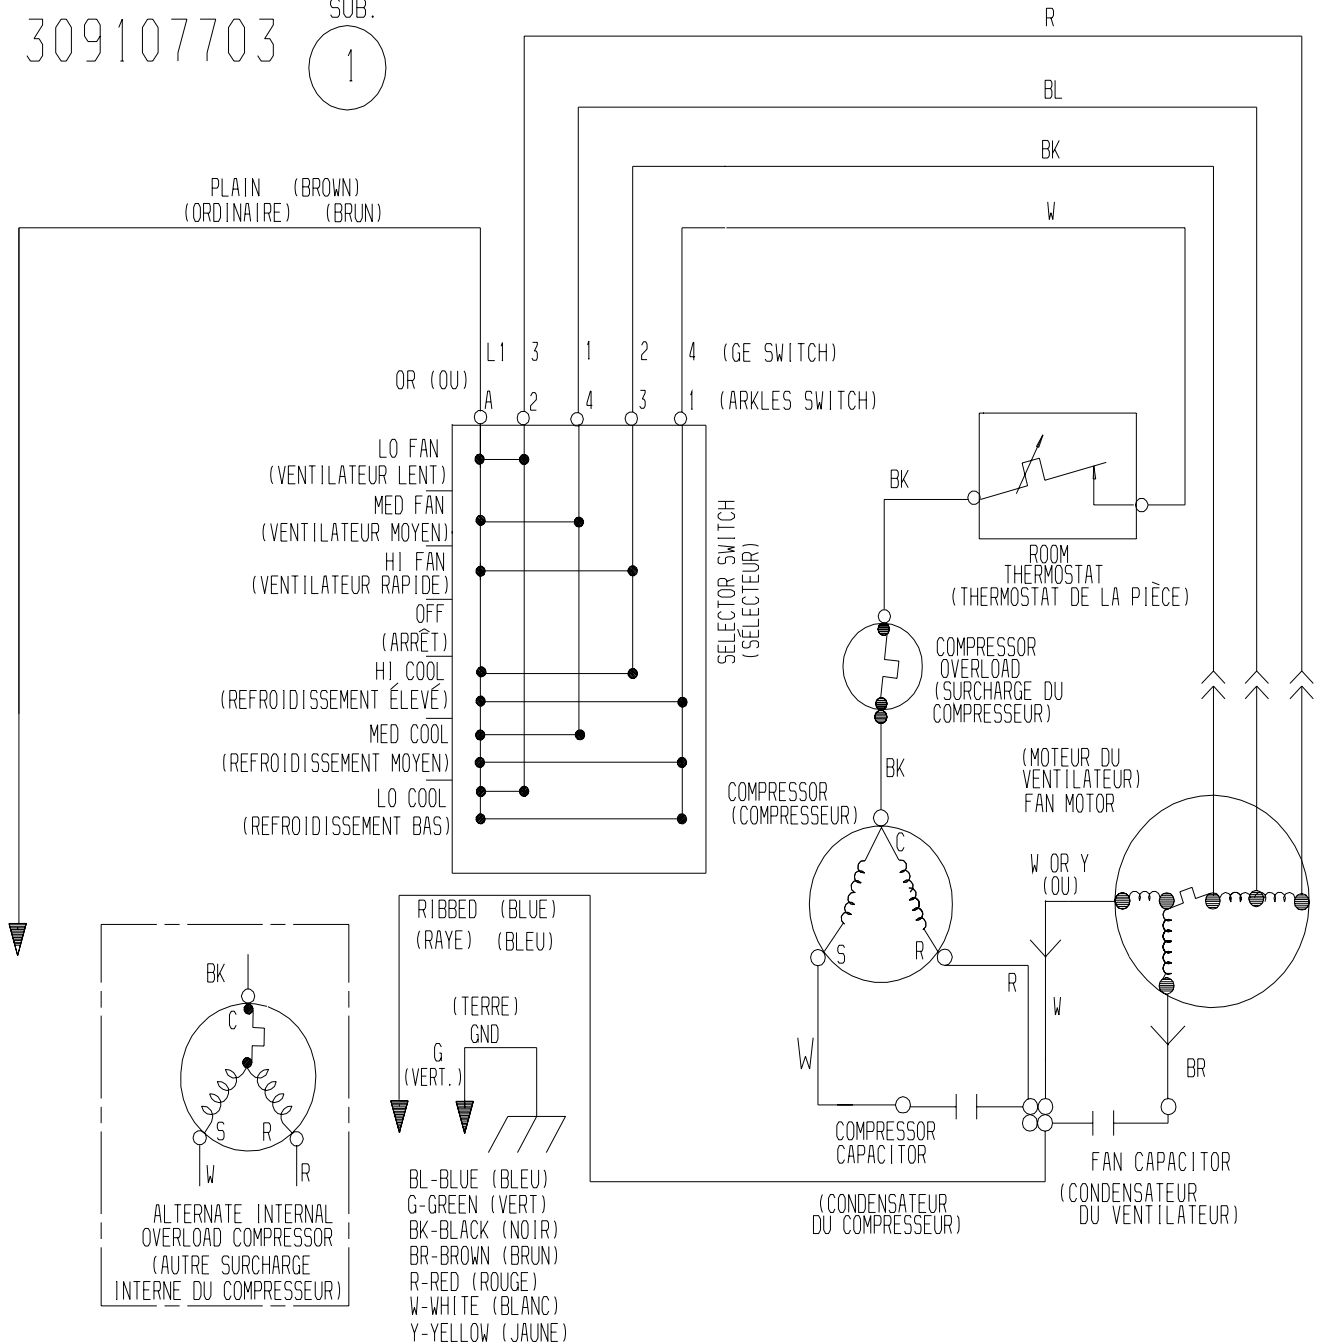 SUB.
309107703
1
R
BL
BK
W
PLAIN (BROWN)
(ORDINAIRE) (BRUN)
L1 3 1 2 4 (GE SWITCH)
OR (OU)
A 2 4 3 1 (ARKLES SWITCH)
LO FAN
(VENTILATEUR LENT)
MED FAN
(VENTILATEUR MOYEN)
HI FAN
(VENTILATEUR RAPIDE)
OFF
(ARRÊT)
HI COOL
(REFROIDISSEMENT ÉLEVÉ)
MED COOL
(REFROIDISSEMENT MOYEN)
LO COOL
(REFROIDISSEMENT BAS)
SELECTOR SWITCH
(SÉLECTEUR)
BK
ROOM
THERMOSTAT
(THERMOSTAT DE LA PIÈCE)
COMPRESSOR
OVERLOAD
(SURCHARGE DU
COMPRESSEUR)
BK
COMPRESSOR
(COMPRESSEUR)
C
S
R
R
W
(MOTEUR DU
VENTILATEUR)
FAN MOTOR
W OR Y
(OU)
W
BR
COMPRESSOR
CAPACITOR
(CONDENSATEUR
DU COMPRESSEUR)
FAN CAPACITOR
(CONDENSATEUR
DU VENTILATEUR)
RIBBED (BLUE)
(RAYE) (BLEU)
(TERRE)
GND
G
(VERT.)
BK
C
S
R
W
R
ALTERNATE INTERNAL
OVERLOAD COMPRESSOR
(AUTRE SURCHARGE
INTERNE DU COMPRESSEUR)
BL-BLUE (BLEU)
G-GREEN (VERT)
BK-BLACK (NOIR)
BR-BROWN (BRUN)
R-RED (ROUGE)
W-WHITE (BLANC)
Y-YELLOW (JAUNE)